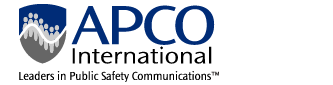 APCO
International
Leaders in Public Safety Communications™